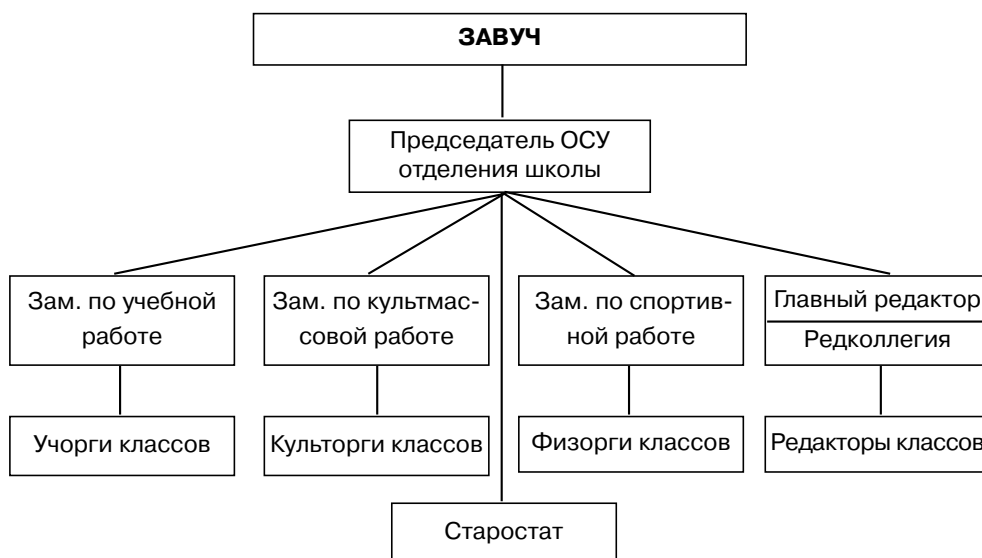 ЗАВУЧ
Председатель ОСУ
отделения школы
Зам. по учебной
работе
Зам. по культмас-
совой работе
Зам. по спортив-
ной работе
Главный редактор
Редколлегия
Учорги классов
Культорги классов
Физорги классов
Редакторы классов
Старостат